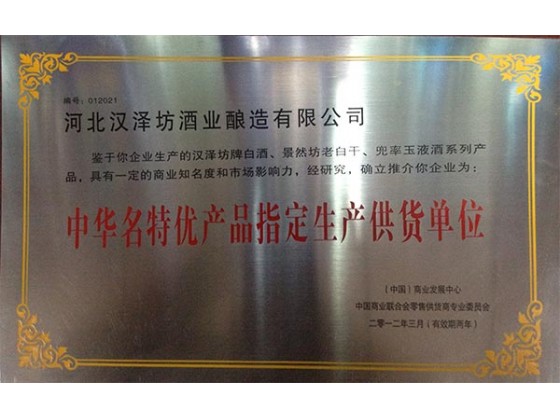 编号：012021
河北汉泽坊酒业酿造有限公司
鉴于你企业生产的汉泽坊牌白酒、景然坊老白干、兜率玉液酒系列产
品，具有一定的商业知名度和市场影响力，经研究，确立推介你企业为：
中华名特优产品指定生产供货单位
（中国）商业发展中心
中国商业联合会零售供货商专业委员会
二零一二年三月（有效期两年）